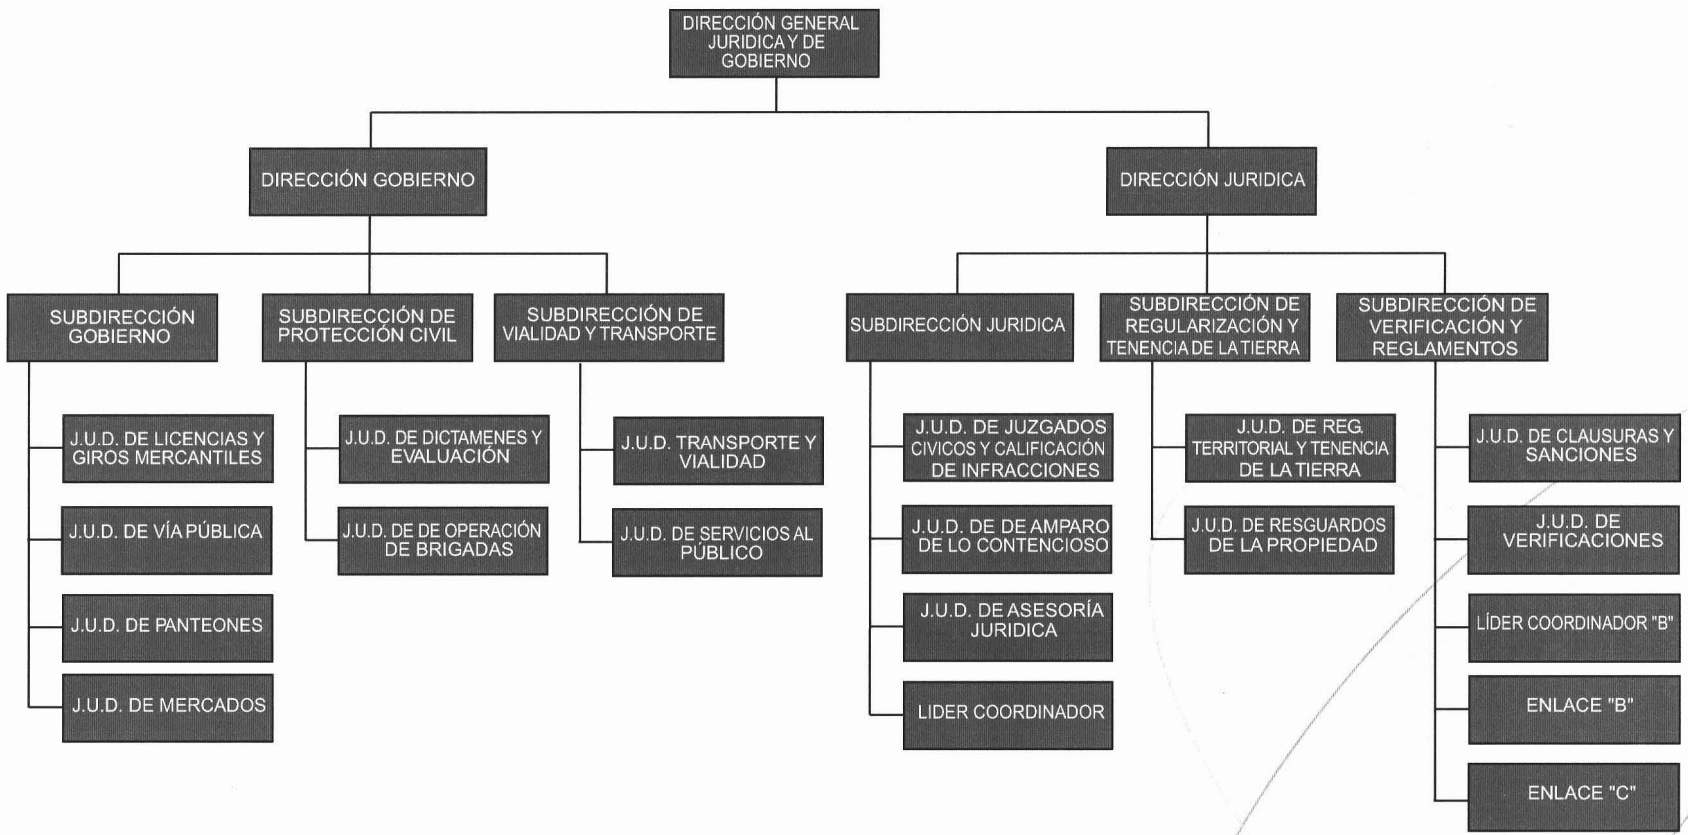 DIRECCIÓN GENERAL
JURIDICA Y DE
GOBIERNO
DIRECCIÓN GOBIERNO
DIRECCIÓN JURIDICA
SUBDIRECCIÓN
GOBIERNO
SUBDIRECCIÓN DE
PROTECCIÓN CIVIL
SUBDIRECCIÓN DE
VIALIDAD Y TRANSPORTE
SUBDIRECCIÓN JURIDICA
SUBDIRECCIÓN DE
REGULARIZACIÓN Y
TENENCIA DE LA TIERRA
SUBDIRECCIÓN DE
VERIFICACIÓN Y
REGLAMENTOS
J.U.D. DE LICENCIAS Y
GIROS MERCANTILES
J.U.D. DE VÍA PÚBLICA
J.U.D. DE PANTEONES
J.U.D. DE MERCADOS
J.U.D. DE DICTAMENES Y
EVALUACIÓN
J.U.D. DE DE OPERACIÓN
DE BRIGADAS
J.U.D. TRANSPORTE Y
VIALIDAD
J.U.D. DE SERVICIOS AL
PÚBLICO
J.U.D. DE JUZGADOS
CIVICOS Y CALIFICACIÓN
DE INFRACCIONES
J.U.D. DE DE AMPARO
DE LO CONTENCIOSO
J.U.D. DE ASESORÍA
JURIDICA
LIDER COORDINADOR
J.U.D. DE REG.
TERRITORIAL Y TENENCIA
DE LA TIERRA
J.U.D. DE RESGUARDOS
DE LA PROPIEDAD
J.U.D. DE CLAUSURAS Y
SANCIONES
J.U.D. DE
VERIFICACIONES
LÍDER COORDINADOR "B"
ENLACE "B"
ENLACE "C"